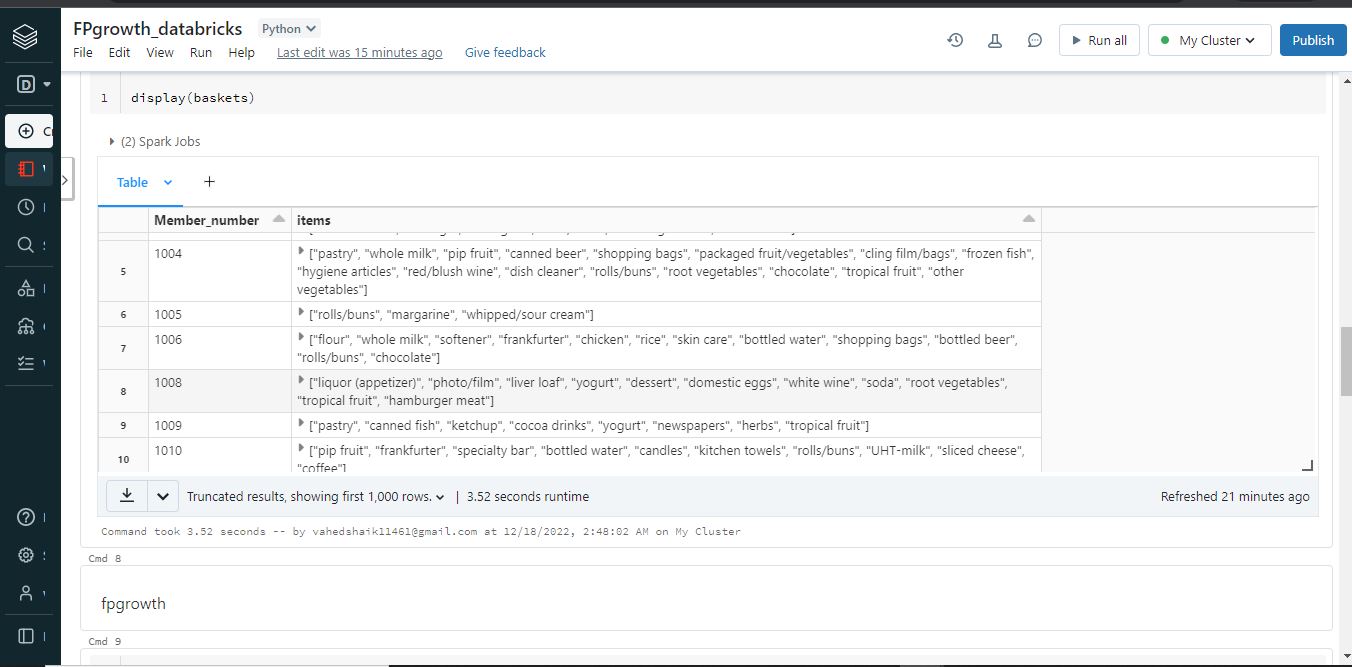 FPgrowth_databricks Python
File Edit View Run Help Last edit was 15 minutes ago Give feedback
Run all My Cluster Publish
D
1 display(baskets)
(2) Spark Jobs
Table +
Member_number items
5 1004 ["pastry", "whole milk", "pip fruit", "canned beer", "shopping bags", "packaged fruit/vegetables", "cling film/bags", "frozen fish",
"hygiene articles", "red/blush wine", "dish cleaner", "rolls/buns", "root vegetables", "chocolate", "tropical fruit", "other
vegetables"]
6 1005 ["rolls/buns", "margarine", "whipped/sour cream"]
7 1006 ["flour", "whole milk", "softener", "frankfurter", "chicken", "rice", "skin care", "bottled water", "shopping bags", "bottled beer",
"rolls/buns", "chocolate"]
8 1008 ["liquor (appetizer)", "photo/film", "liver loaf", "yogurt", "dessert", "domestic eggs", "white wine", "soda", "root vegetables",
"tropical fruit", "hamburger meat"]
9 1009 ["pastry", "canned fish", "ketchup", "cocoa drinks", "yogurt", "newspapers", "herbs", "tropical fruit"]
10 1010 ["pip fruit", "frankfurter", "specialty bar", "bottled water", "candles", "kitchen towels", "rolls/buns", "UHT-milk", "sliced cheese",
"coffee"]
Truncated results, showing first 1,000 rows. | 3.52 seconds runtime Refreshed 21 minutes ago
Command took 3.52 seconds -- by vahedshaik11461@gmail.com at 12/18/2022, 2:48:02 AM on My Cluster
Cmd 8
fpgrowth
Cmd 9